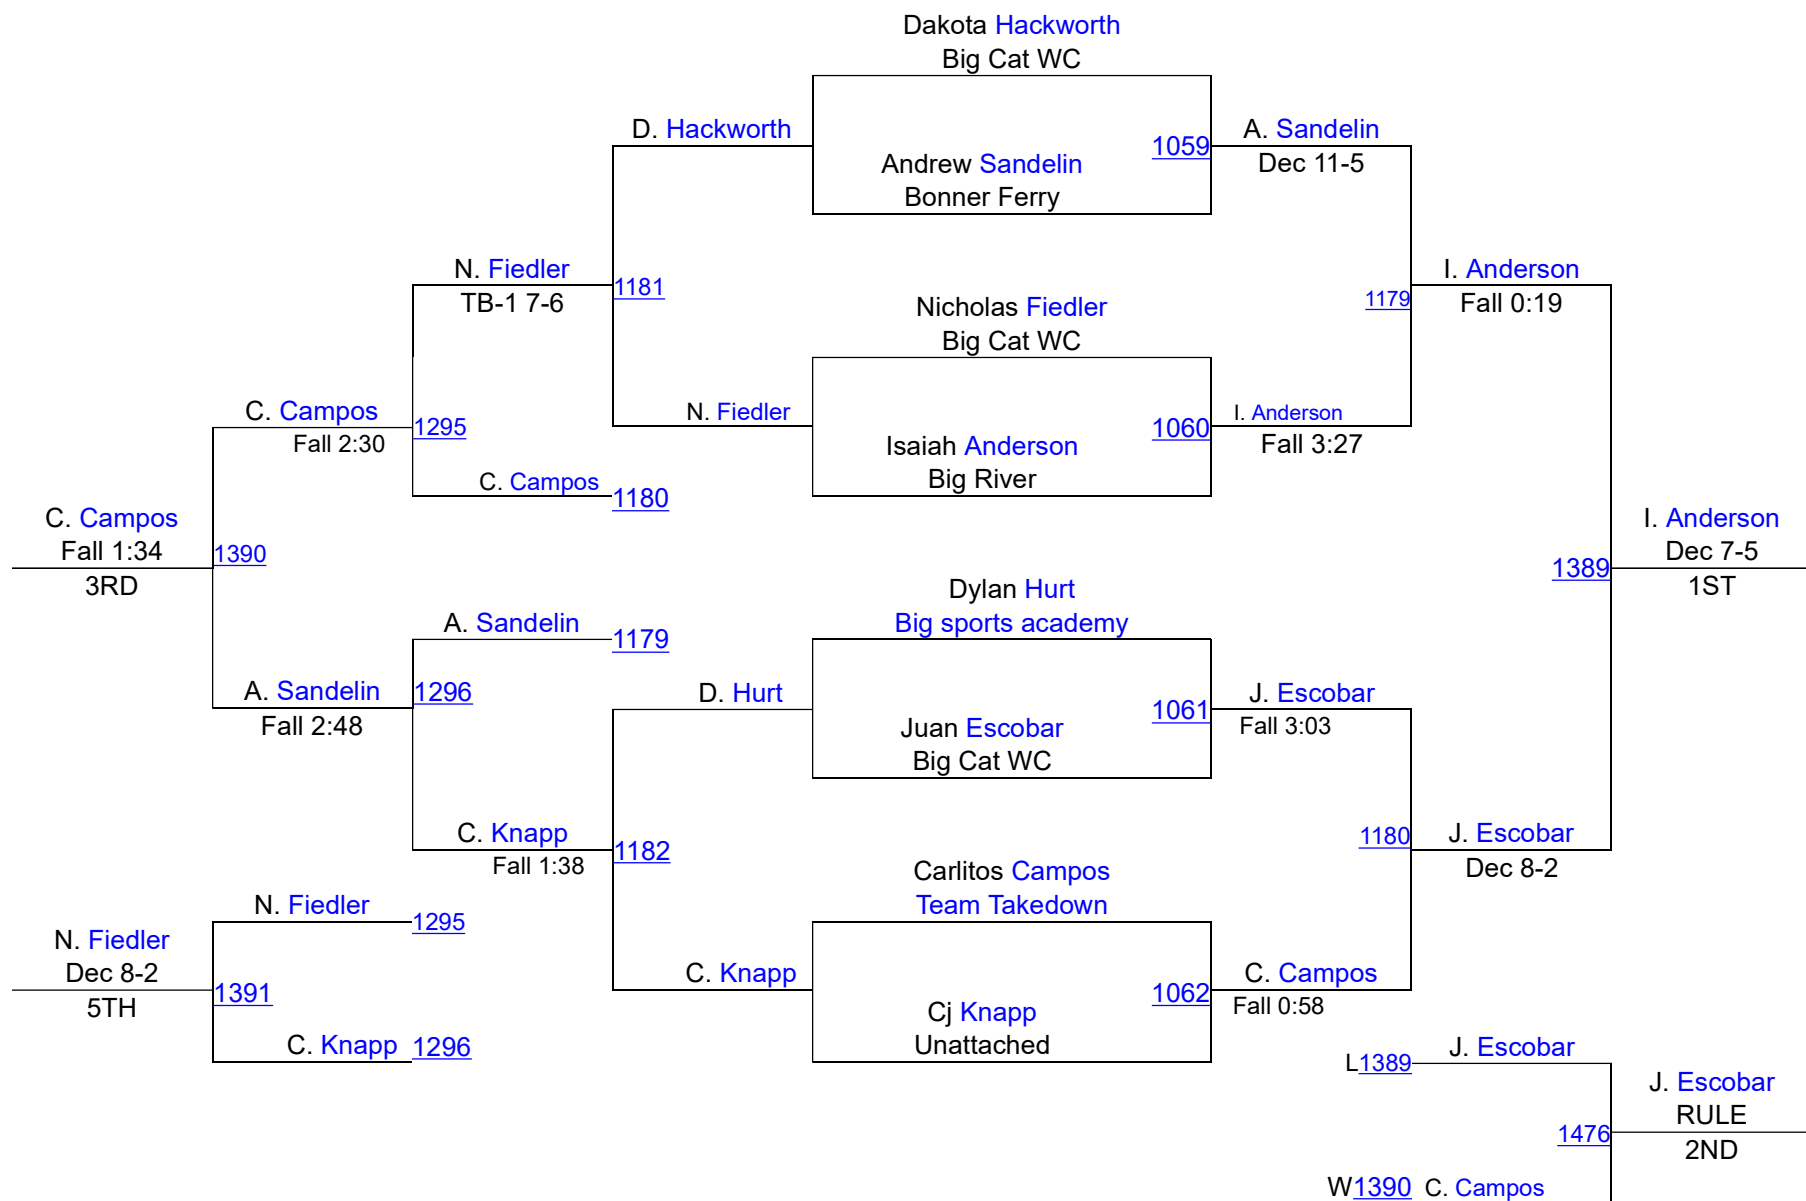 Dakota Hackworth
Big Cat WC
D. Hackworth
1059
A. Sandelin
Dec 11-5
Andrew Sandelin
Bonner Ferry
N. Fiedler
TB-1 7-6
1181
Nicholas Fiedler
Big Cat WC
1179
I. Anderson
Fall 0:19
C. Campos
Fall 2:30
1295
N. Fiedler
1060
I. Anderson
Fall 3:27
Isaiah Anderson
Big River
C. Campos 1180
C. Campos
Fall 1:34
3RD
1390
1389
I. Anderson
Dec 7-5
1ST
Dylan Hurt
Big sports academy
A. Sandelin 1179
A. Sandelin
Fall 2:48
1296
D. Hurt
1061
J. Escobar
Fall 3:03
Juan Escobar
Big Cat WC
C. Knapp
Fall 1:38
1182
1180
J. Escobar
Dec 8-2
Carlitos Campos
Team Takedown
N. Fiedler 1295
N. Fiedler
Dec 8-2
5TH
1391
C. Knapp
1062
C. Campos
Fall 0:58
Cj Knapp
Unattached
C. Knapp 1296
L1389 J. Escobar
1476
J. Escobar
RULE
2ND
W1390 C. Campos